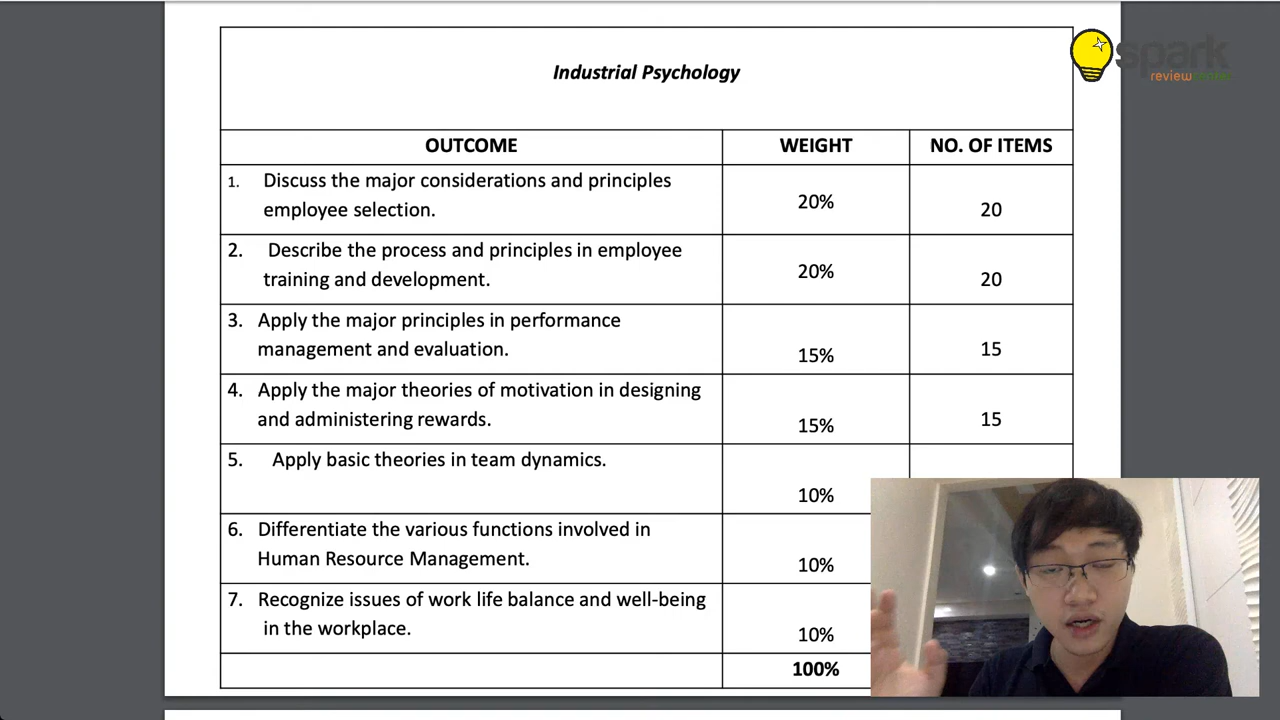 Industrial Psychology
spark
reviewcenter
OUTCOME WEIGHT NO. OF ITEMS
1. Discuss the major considerations and principles
employee selection.
20% 20
2. Describe the process and principles in employee
training and development.
20% 20
3. Apply the major principles in performance
management and evaluation.
15% 15
4. Apply the major theories of motivation in designing
and administering rewards.
15% 15
5. Apply basic theories in team dynamics.
10%
6. Differentiate the various functions involved in
Human Resource Management.
10%
7. Recognize issues of work life balance and well-being
in the workplace.
10%
100%